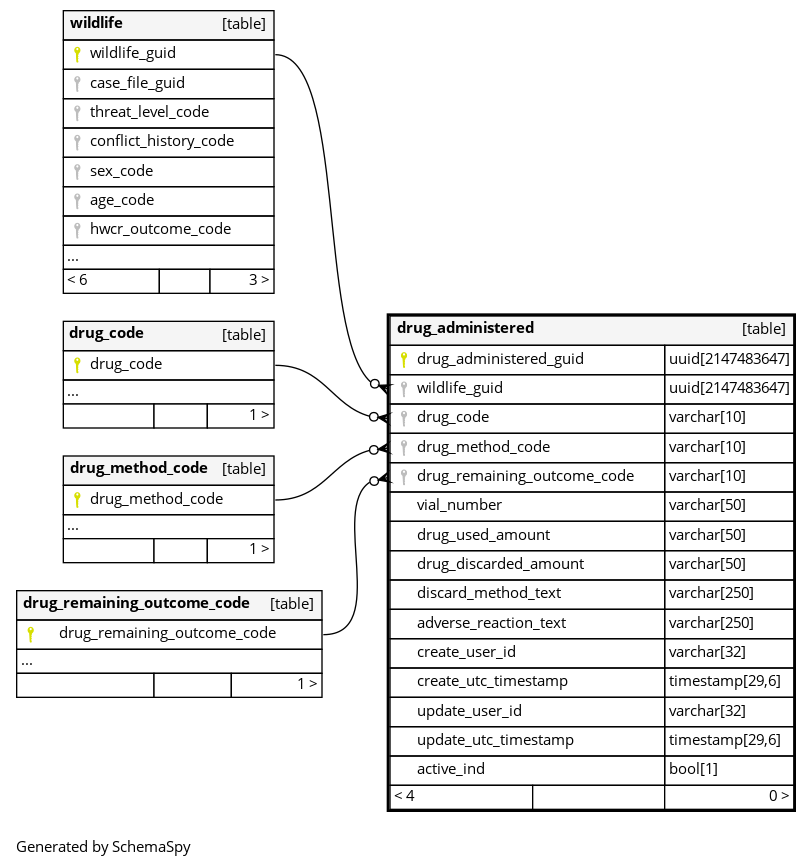 wildlife [table]
wildlife_guid
case_file_guid
threat_level_code
conflict_history_code
sex_code
age_code
hwcr_outcome_code
...
< 6 3 >
drug_code [table]
drug_code
...
1 >
drug_method_code [table]
drug_method_code
...
1 >
drug_remaining_outcome_code [table]
drug_remaining_outcome_code
...
1 >
drug_administered [table]
drug_administered_guid uuid[2147483647]
wildlife_guid uuid[2147483647]
drug_code varchar[10]
drug_method_code varchar[10]
drug_remaining_outcome_code varchar[10]
vial_number varchar[50]
drug_used_amount varchar[50]
drug_discarded_amount varchar[50]
discard_method_text varchar[250]
adverse_reaction_text varchar[250]
create_user_id varchar[32]
create_utc_timestamp timestamp[29,6]
update_user_id varchar[32]
update_utc_timestamp timestamp[29,6]
active_ind bool[1]
< 4 0 >
Generated by SchemaSpy